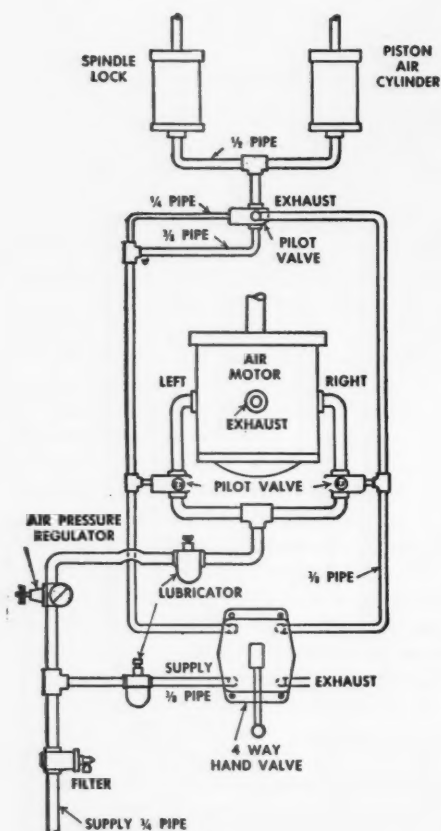 SPINDLE
LOCK
PISTON
AIR
CYLINDER
½ PIPE
¼ PIPE
EXHAUST
⅜ PIPE
PILOT
VALVE
AIR
MOTOR
LEFT
RIGHT
EXHAUST
PILOT VALVE
AIR PRESSURE
REGULATOR
LUBRICATOR
⅜ PIPE
SUPPLY
⅜ PIPE
EXHAUST
4 WAY
HAND VALVE
FILTER
SUPPLY ¾ PIPE